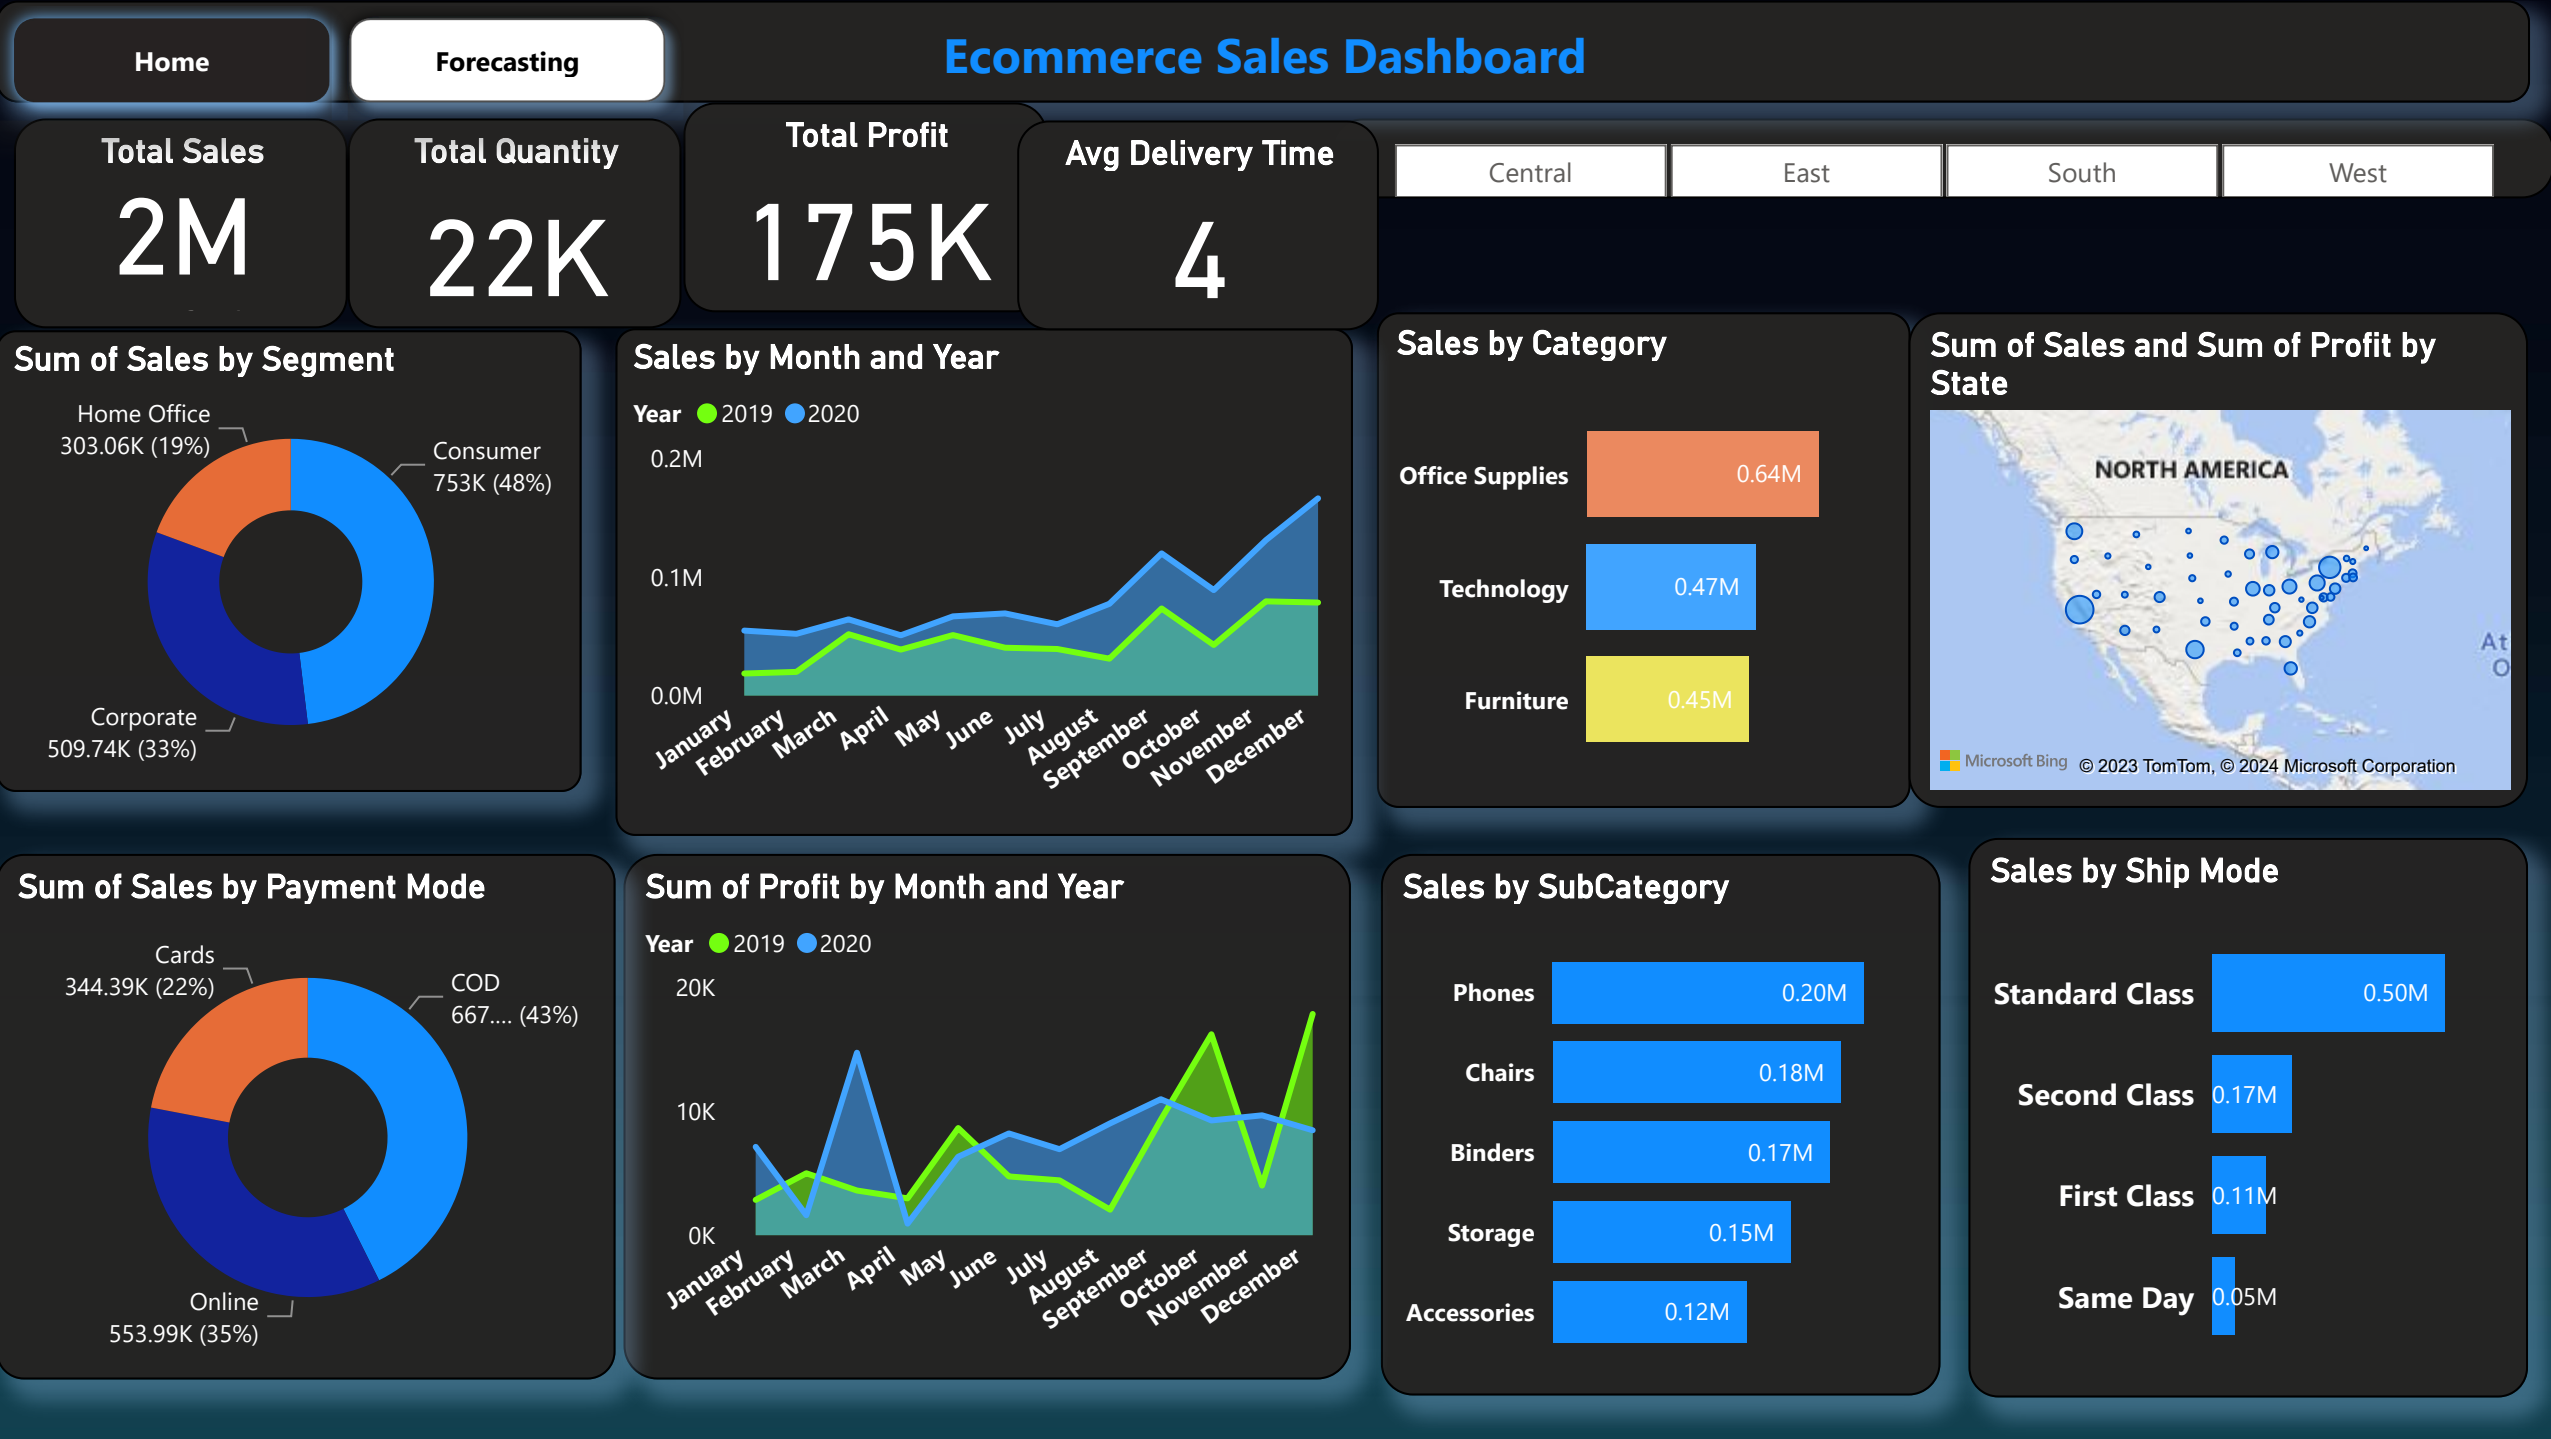 Home
Forecasting
Ecommerce Sales Dashboard
Total Sales
2M
Total Quantity
22K
Total Profit
175K
Avg Delivery Time
4
Central
East
South
West
Sum of Sales by Segment
Home Office
303.06K (19%)
Consumer
753K (48%)
Corporate
509.74K (33%)
Sales by Month and Year
Year 2019 2020
0.2M
0.1M
0.0M
January
February
March
April
May
June
July
August
September
October
November
December
Sales by Category
Office Supplies 0.64M
Technology 0.47M
Furniture 0.45M
Sum of Sales and Sum of Profit by
State
NORTH AMERICA
At
O
Microsoft Bing © 2023 TomTom, © 2024 Microsoft Corporation
Sum of Sales by Payment Mode
Cards
344.39K (22%)
COD
667.... (43%)
Online
553.99K (35%)
Sum of Profit by Month and Year
Year 2019 2020
20K
10K
0K
January
February
March
April
May
June
July
August
September
October
November
December
Sales by SubCategory
Phones 0.20M
Chairs 0.18M
Binders 0.17M
Storage 0.15M
Accessories 0.12M
Sales by Ship Mode
Standard Class 0.50M
Second Class 0.17M
First Class 0.11M
Same Day 0.05M